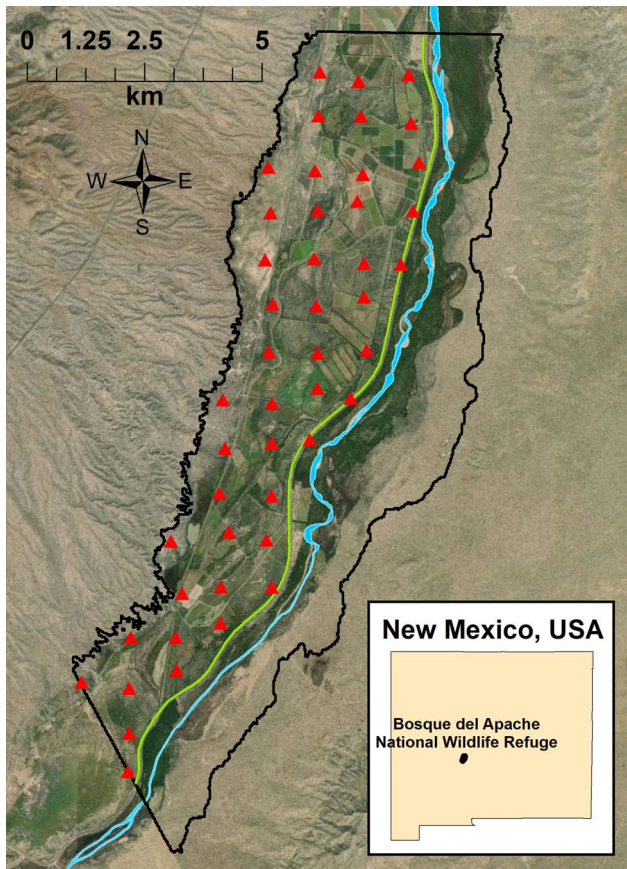 0 1.25 2.5 5
km
N
W E
S
New Mexico, USA
Bosque del Apache
National Wildlife Refuge